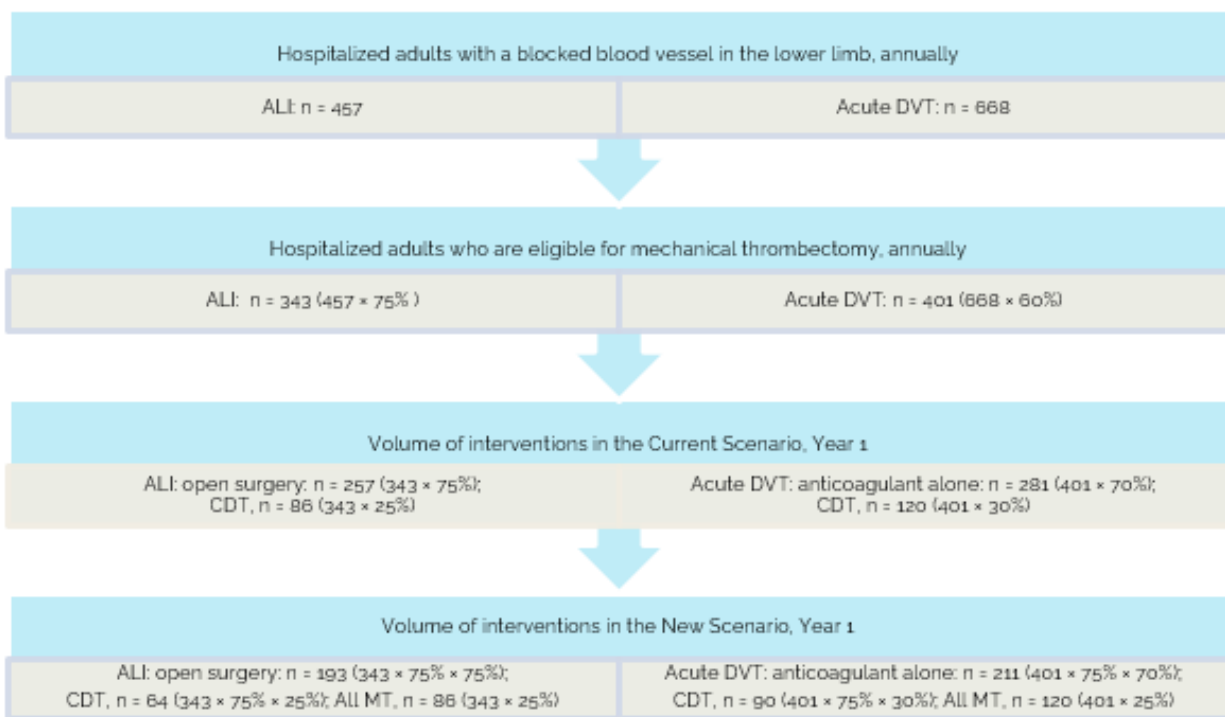 Hospitalized adults with a blocked blood vessel in the lower limb, annually
ALI: n = 457
Acute DVT: n = 668
Hospitalized adults who are eligible for mechanical thrombectomy, annually
ALI: n = 343 (457 × 75% )
Acute DVT: n = 401 (668 × 60%)
Volume of interventions in the Current Scenario, Year 1
ALI: open surgery: n = 257 (343 × 75%);
CDT, n = 86 (343 × 25%)
Acute DVT: anticoagulant alone: n = 281 (401 × 70%);
CDT, n = 120 (401 × 30%)
Volume of interventions in the New Scenario, Year 1
ALI: open surgery: n = 193 (343 × 75% × 75%);
CDT, n = 64 (343 × 75% × 25%); All MT, n = 86 (343 × 25%)
Acute DVT: anticoagulant alone: n = 211 (401 × 75% × 70%);
CDT, n = 90 (401 × 75% × 30%); All MT, n = 120 (401 × 25%)